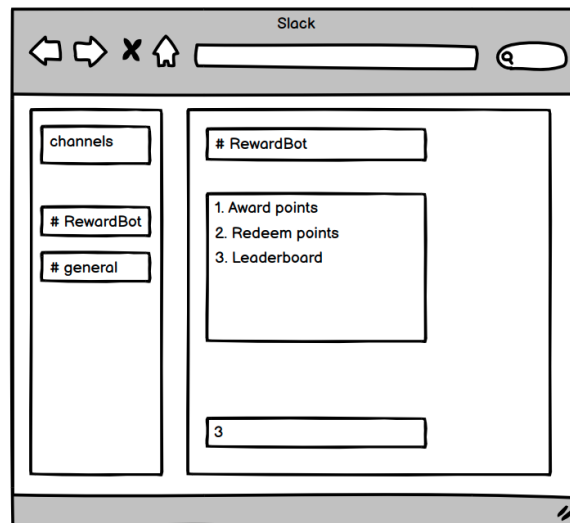 Slack
channels
# RewardBot
# general
# RewardBot
1. Award points
2. Redeem points
3. Leaderboard
3